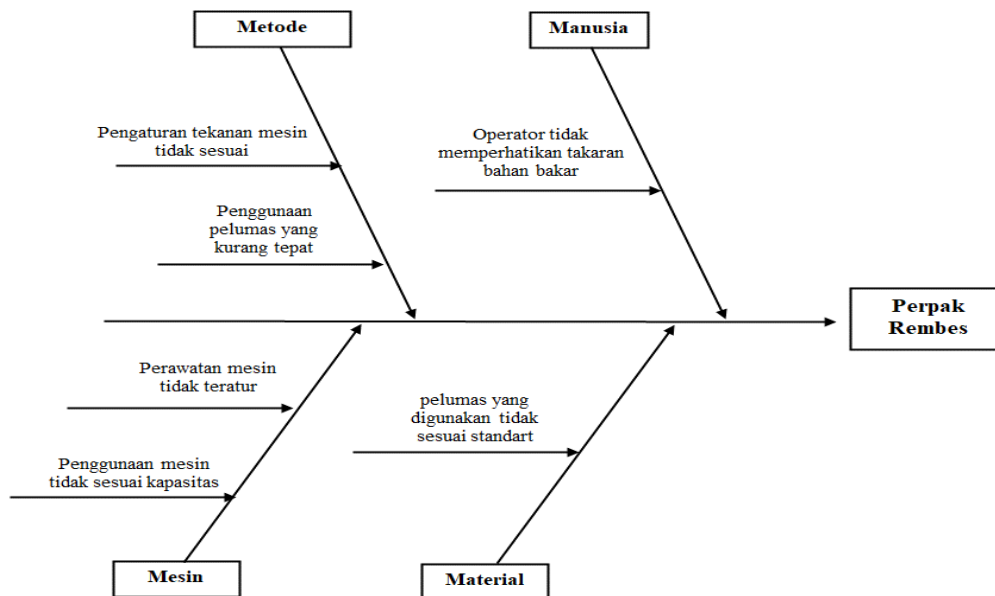 Metode
Manusia
Pengaturan tekanan mesin
tidak sesuai
Operator tidak
memperhatikan takaran
bahan bakar
Penggunaan
pelumas yang
kurang tepat
Perpak
Rembes
Perawatan mesin
tidak teratur
pelumas yang
digunakan tidak
sesuai standart
Penggunaan mesin
tidak sesuai kapasitas
Mesin
Material